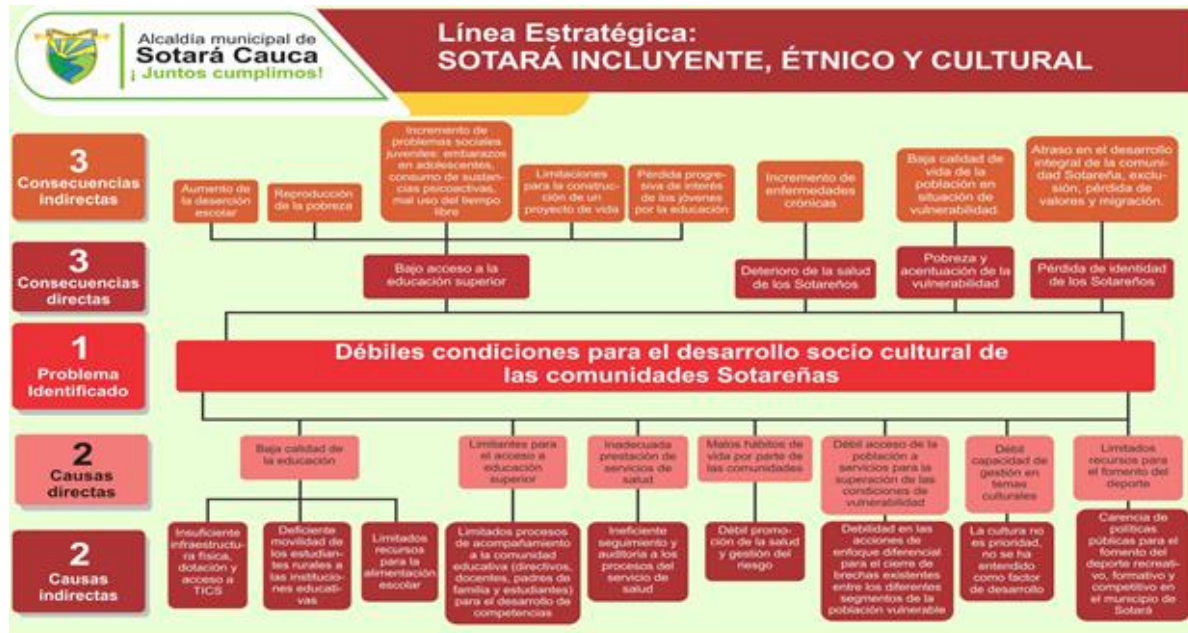 Alcaldía municipal de
Sotará Cauca
¡ Juntos cumplimos!
Línea Estratégica:
SOTARÁ INCLUYENTE, ÉTNICO Y CULTURAL
3
Consecuencias
indirectas
Aumento de
la deserción
escolar
Reproducción
de la pobreza
Incremento de
problemas sociales
juveniles: embarazos
en adolescentes,
consumo de sustancias
psicoactivas,
mal uso del tiempo
libre
Limitaciones
para la construc-
ción de un
proyecto de vida
Pérdida progre-
siva de interés
de los jóvenes
por la educación
Incremento de
enfermedades
crónicas
Baja calidad de
vida de la
población en
situación de
vulnerabilidad.
Atraso en el desarrollo
integral de la comuni-
dad Sotareña, exclu-
sión, pérdida de
valores y migración.
3
Consecuencias
directas
Bajo acceso a la
educación superior
Deterioro de la salud
de los Sotareños
Pobreza y
acentuación de la
vulnerabilidad
Pérdida de identidad
de los Sotareños
1
Problema
Identificado
Débiles condiciones para el desarrollo socio cultural de
las comunidades Sotareñas
2
Causas
directas
Baja calidad de
la educación
Limitantes para
el acceso a
educación
superior
Inadecuada
prestación de
servicios de
salud
Malos hábitos de
vida por parte de
las comunidades
Débil acceso de la
población a
servicios para la
superación de las
condiciones de
vulnerabilidad
Débil
capacidad de
gestión en
temas
culturales
Limitados
recursos para
el fomento del
deporte
2
Causas
indirectas
Insuficiente
infraestructu-
ra física,
dotación y
acceso a
TICS
Deficiente
movilidad de
los estudian-
tes rurales a
las institucio-
nes educa-
tivas
Limitados
recursos
para la
alimentación
escolar
Limitados procesos
de acompañamiento
a la comunidad
educativa (directivos,
docentes, padres de
familia y estudiantes)
para el desarrollo de
competencias
Ineficiente
seguimiento y
auditoria a los
procesos del
servicio de
salud
Débil promo-
ción de la salud
y gestión del
riesgo
Debilidad en las
acciones de
enfoque diferencial
para el cierre de
brechas existentes
entre los diferentes
segmentos de la
población vulnerable
La cultura no
es prioridad,
no se ha
entendido
como factor
de desarrollo
Carencia de
políticas
públicas para
el fomento del
deporte recreati-
vo, formativo y
competitivo en
el municipio de
Sotará